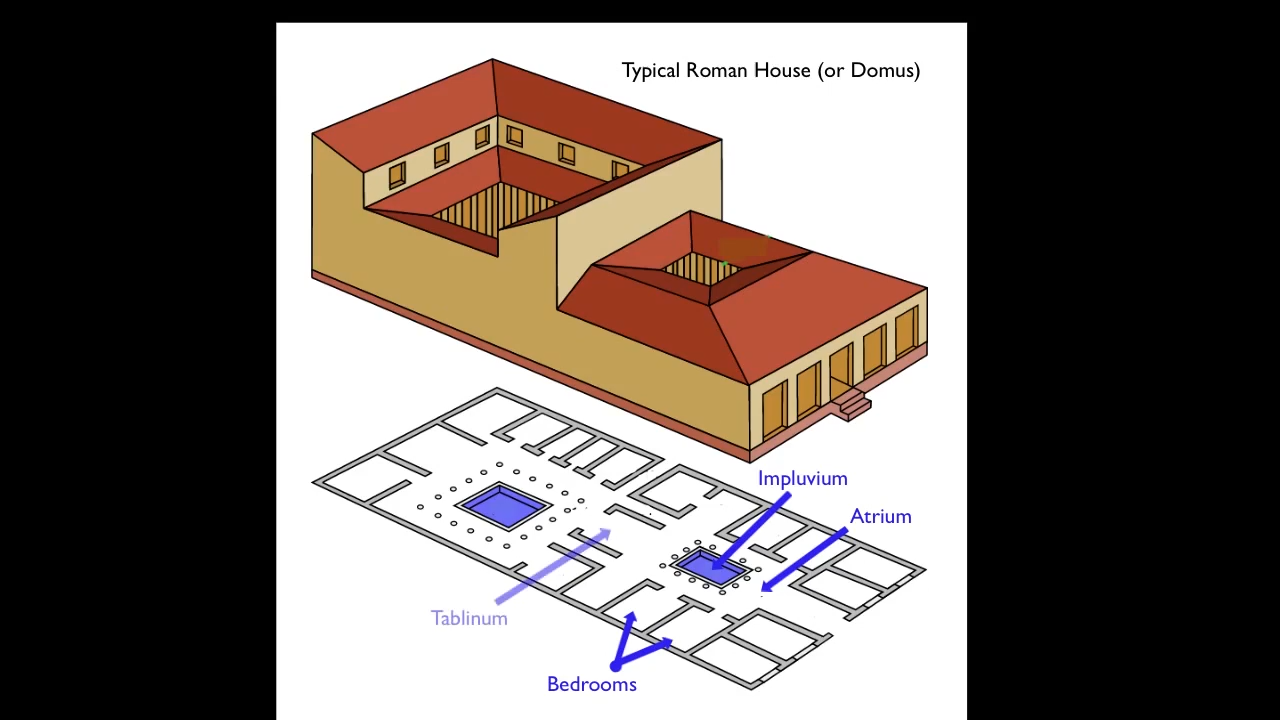 Typical Roman House (or Domus)
Impluvium
Atrium
Tablinum
Bedrooms